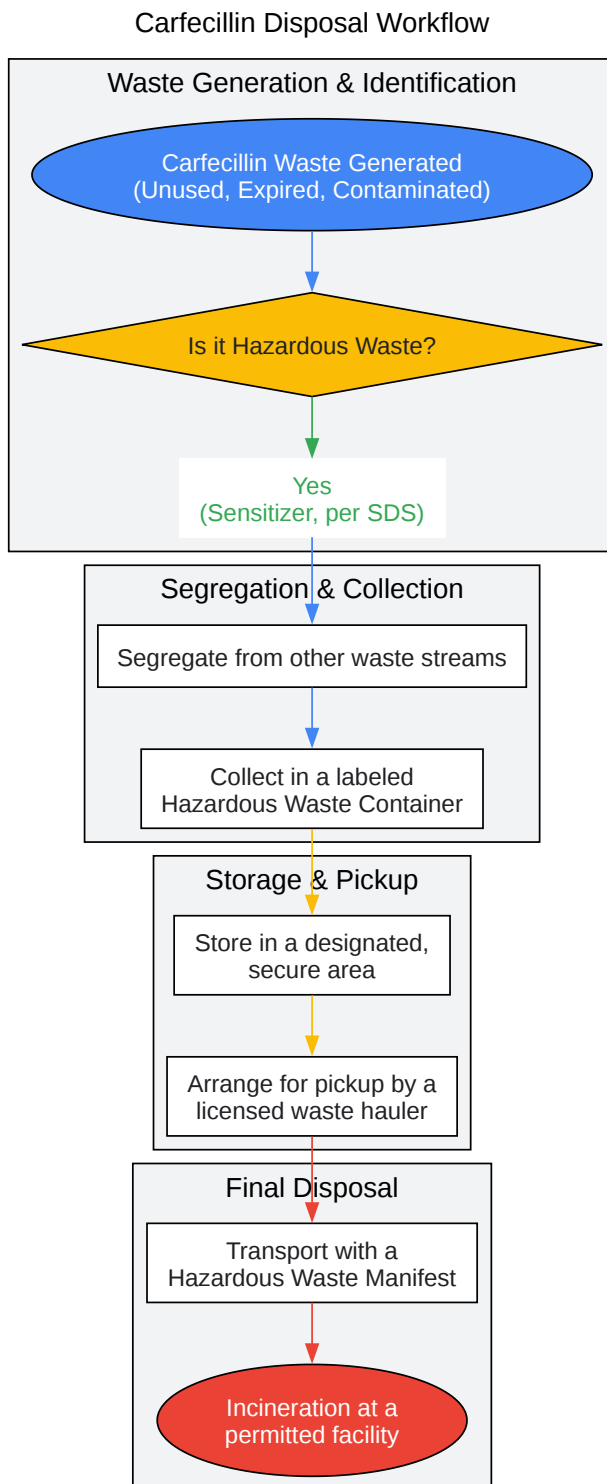 Carfecillin Disposal Workflow
Waste Generation & Identification
Carfecillin Waste Generated
(Unused, Expired, Contaminated)
Is it Hazardous Waste?
Yes
(Sensitizer, per SDS)
Segregation & Collection
Segregate from other waste streams
Collect in a labeled
Hazardous Waste Container
Storage & Pickup
Store in a designated,
secure area
Arrange for pickup by a
licensed waste hauler
Final Disposal
Transport with a
Hazardous Waste Manifest
Incineration at a
permitted facility